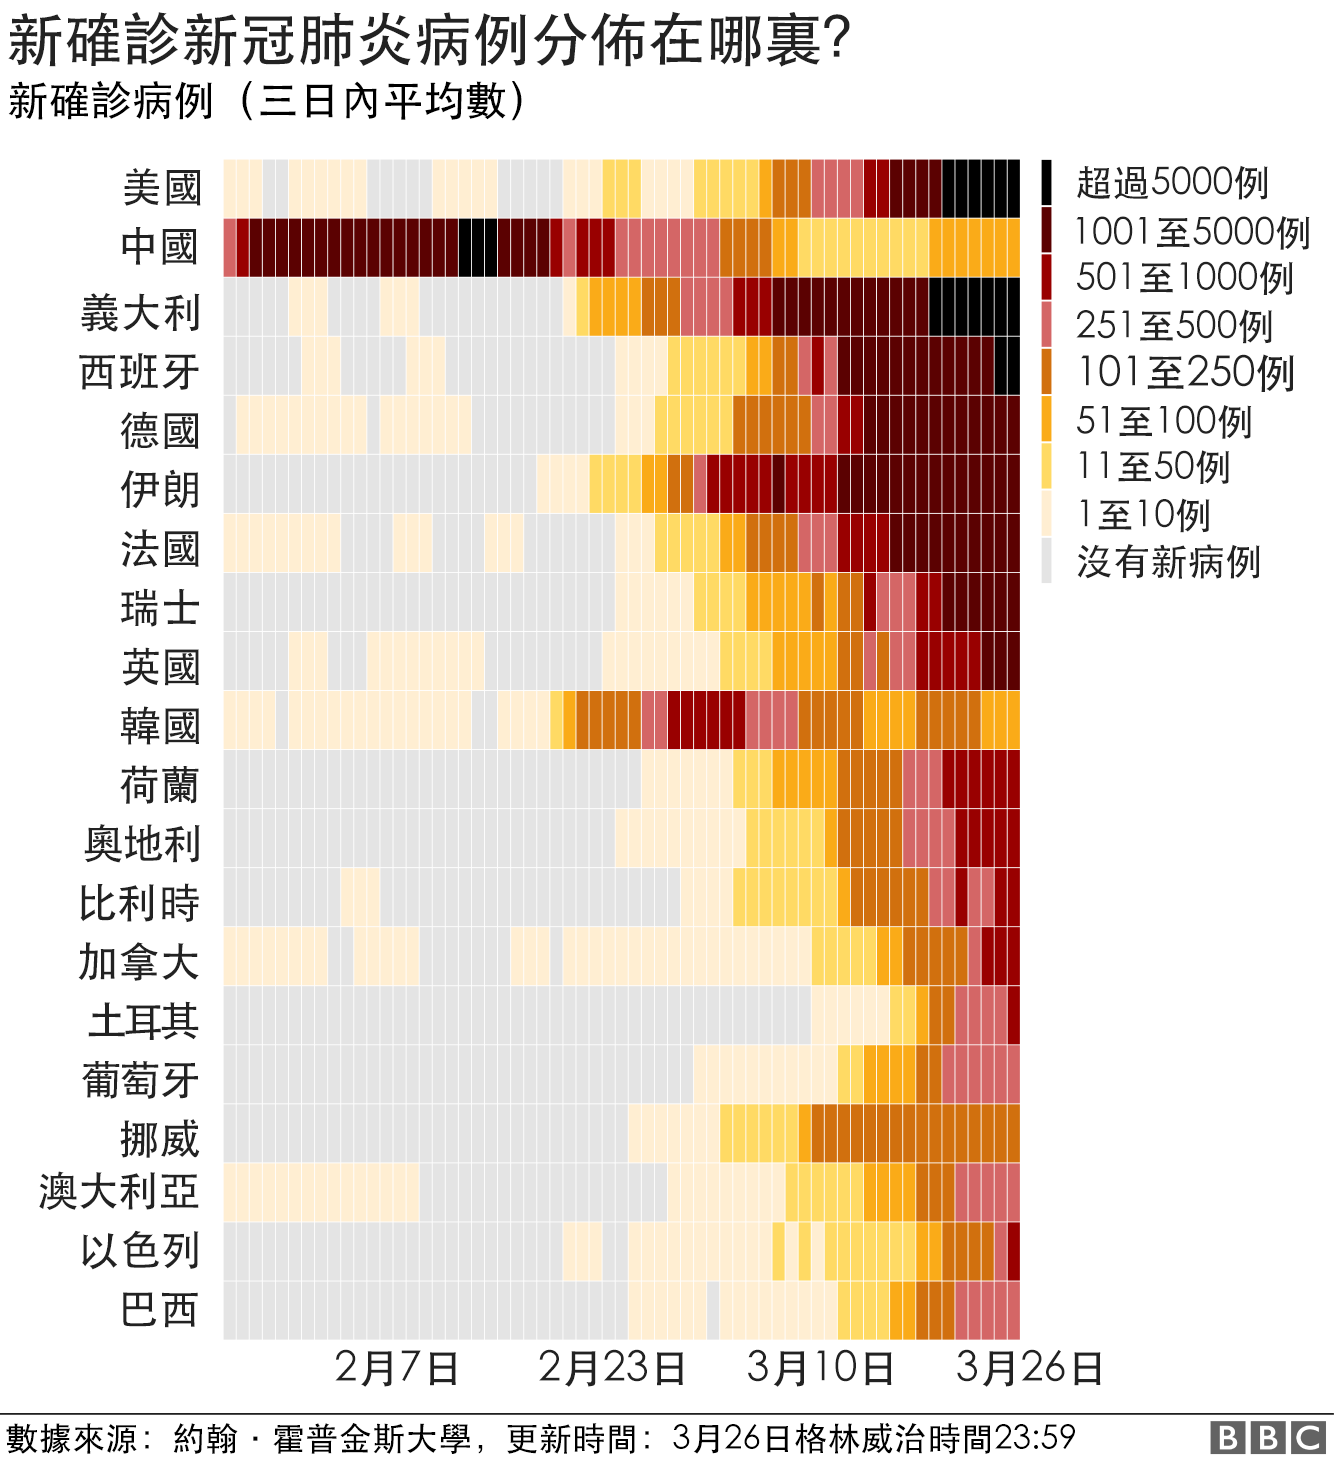 新確診新冠肺炎病例分佈在哪裏?
新確診病例（三日內平均數）
美國
中國
義大利
西班牙
德國
伊朗
法國
瑞士
英國
韓國
荷蘭
奧地利
比利時
加拿大
土耳其
葡萄牙
挪威
澳大利亞
以色列
巴西
超過5000例
1001至5000例
501至1000例
251至500例
101至250例
51至100例
11至50例
1至10例
沒有新病例
2月7日 2月23日 3月10日 3月26日
數據來源：約翰·霍普金斯大學，更新時間：3月26日格林威治時間23:59
BBC